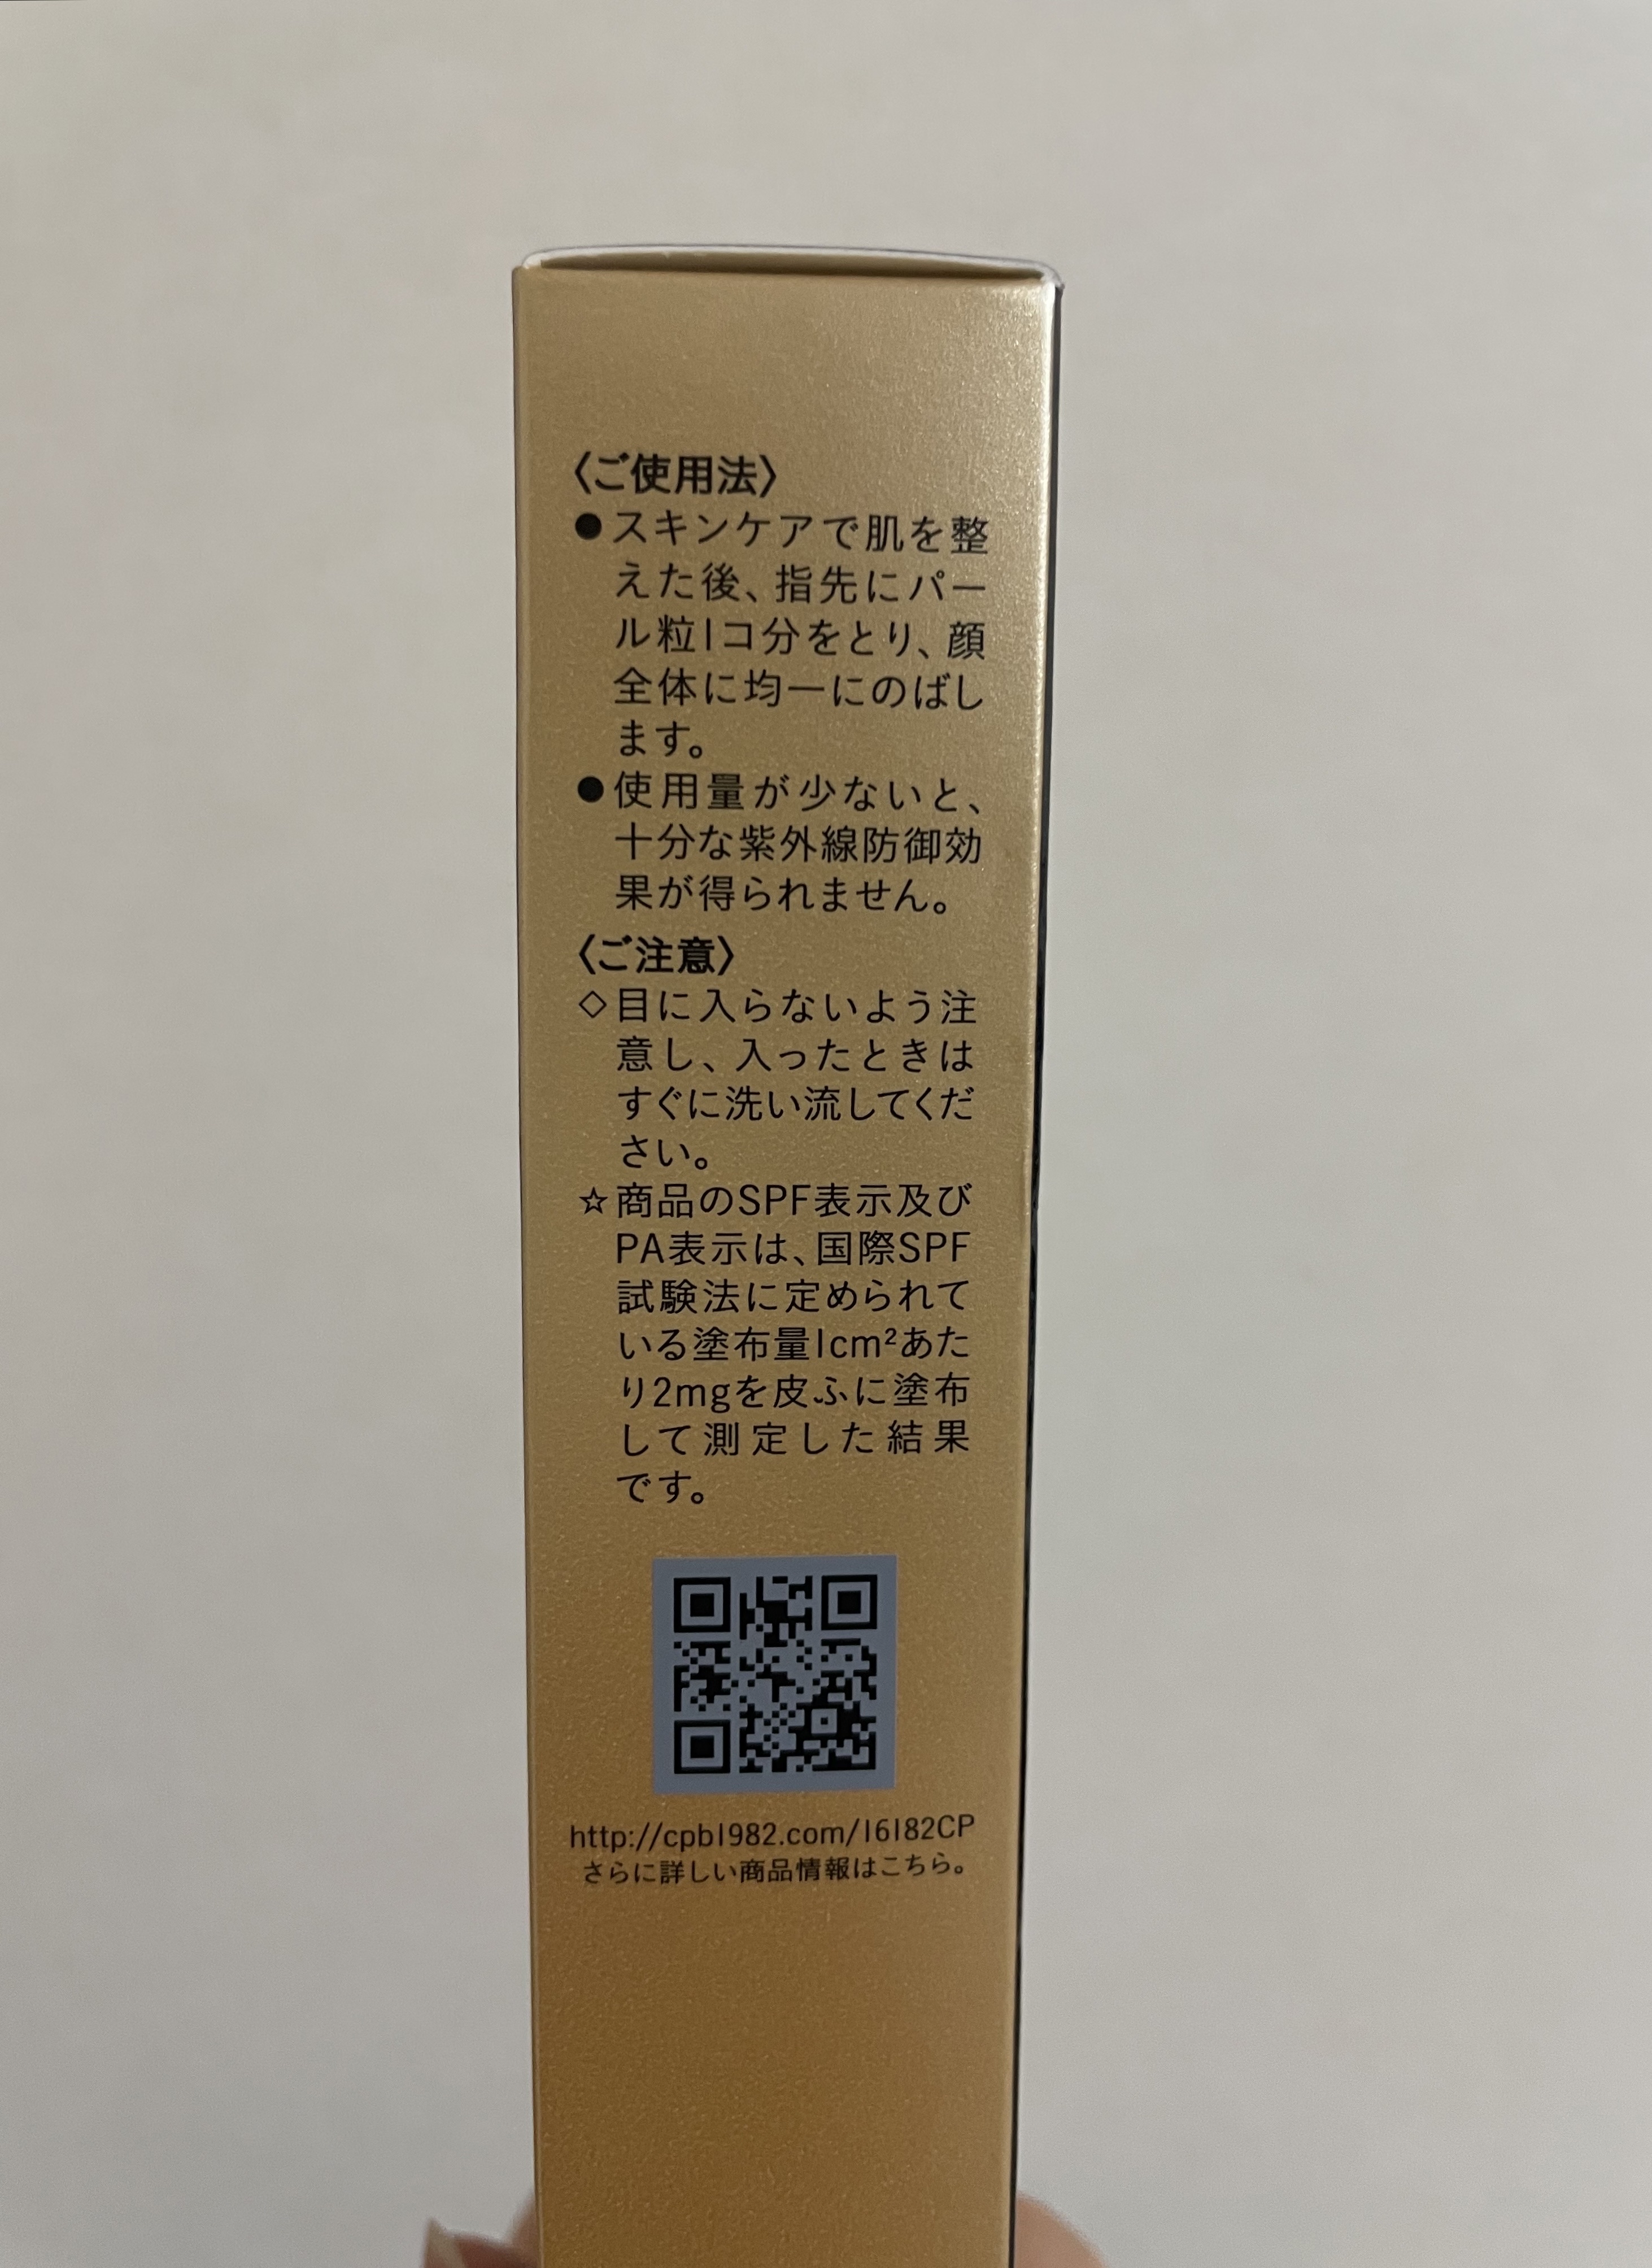 〈ご使用法〉
●スキンケアで肌を整
えた後、指先にパー
ル粒1コ分をとり、顔
全体に均一にのばし
ます。
●使用量が少ないと、
十分な紫外線防御効
果が得られません。
〈ご注意〉
◇目に入らないよう注
意し、入ったときは
すぐに洗い流してくだ
さい。
☆商品のSPF表示及び
PA表示は、国際SPF
試験法に定められて
いる塗布量1cm²あた
り2mgを皮ふに塗布
して測定した結果
です。
http://cpb1982.com/16182CP
さらに詳しい商品情報はこちら。